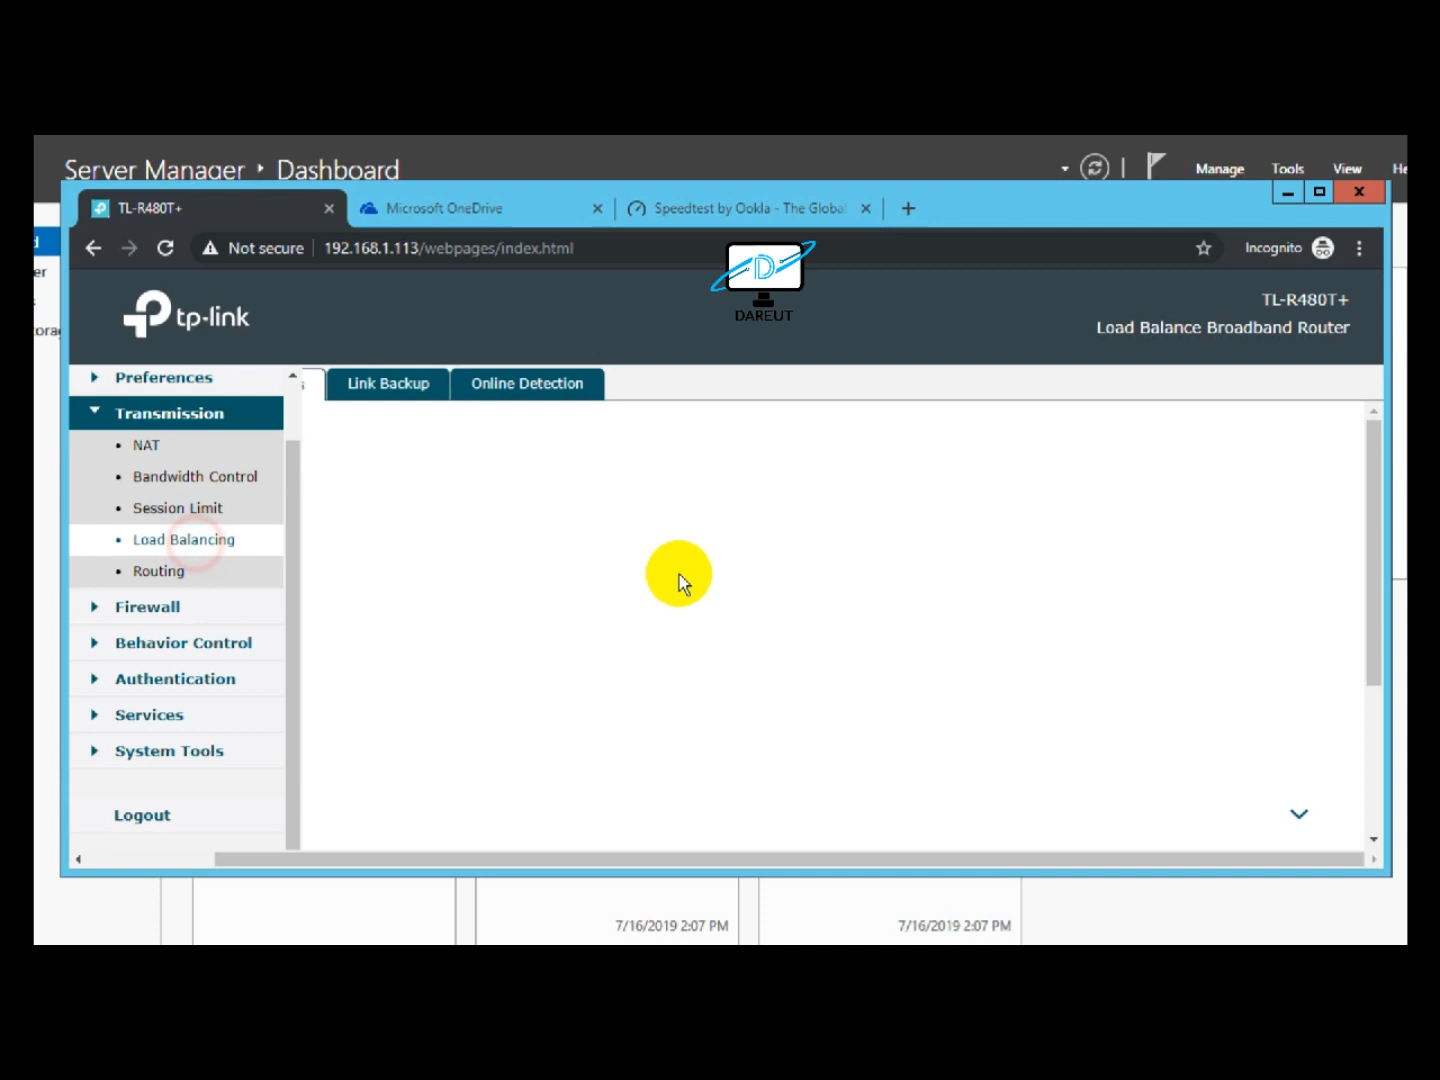 Server Manager ‣ Dashboard
Manage Tools View
TL-R480T+
Microsoft OneDrive
Speedtest by Ookla - The Global
Not secure 192.168.1.113/webpages/index.html
Incognito
D
DAREUT
tp-link
TL-R480T+
Load Balance Broadband Router
Preferences
Link Backup
Online Detection
Transmission
• NAT
• Bandwidth Control
• Session Limit
• Load Balancing
• Routing
Firewall
Behavior Control
Authentication
Services
System Tools
Logout
7/16/2019 2:07 PM
7/16/2019 2:07 PM